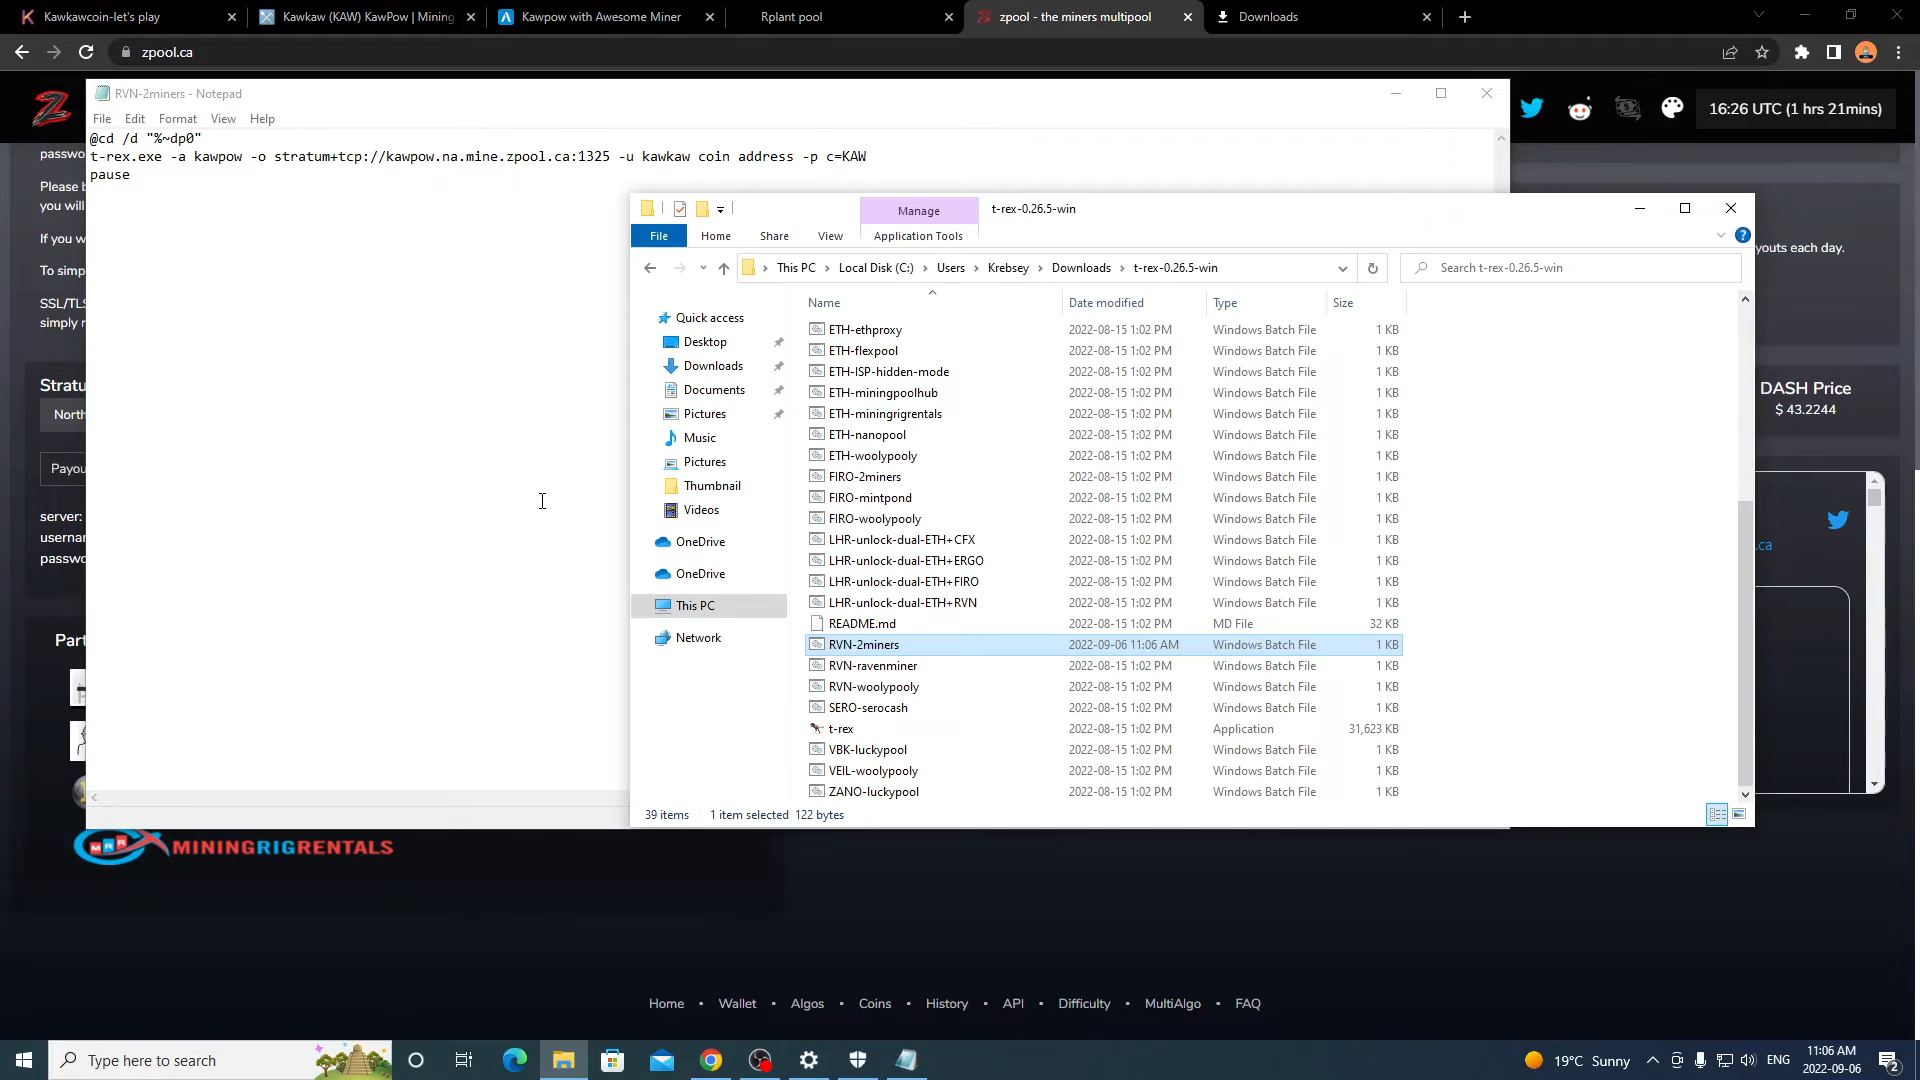 Kawkawcoin-let's play
Kawkaw (KAW) KawPow | Mining
Kawpow with Awesome Miner
Rplant pool
zpool - the miners multipool
Downloads
zpool.ca
RVN-2miners - Notepad
16:26 UTC (1 hrs 21mins)
File Edit Format View Help
@cd /d "%~dp0"
t-rex.exe -a kawpow -o stratum+tcp://kawpow.na.mine.zpool.ca:1325 -u kawkaw coin address -p c=KAW
pause
passwo
Please b
you will
If you w
To simp
SSL/TLS
simply r
Stratu
North
Payou
server:
userna
passwo
Part
MRR MININGRIGRENTALS
youts each day.
DASH Price
$ 43.2244
.ca
Manage
t-rex-0.26.5-win
File Home Share View Application Tools
This PC Local Disk (C:) Users Krebsey Downloads t-rex-0.26.5-win
Search t-rex-0.26.5-win
Quick access
Desktop
Downloads
Documents
Pictures
Music
Pictures
Thumbnail
Videos
OneDrive
OneDrive
This PC
Network
Name Date modified Type Size
ETH-ethproxy 2022-08-15 1:02 PM Windows Batch File 1 KB
ETH-flexpool 2022-08-15 1:02 PM Windows Batch File 1 KB
ETH-ISP-hidden-mode 2022-08-15 1:02 PM Windows Batch File 1 KB
ETH-miningpoolhub 2022-08-15 1:02 PM Windows Batch File 1 KB
ETH-miningrigrentals 2022-08-15 1:02 PM Windows Batch File 1 KB
ETH-nanopool 2022-08-15 1:02 PM Windows Batch File 1 KB
ETH-woolypooly 2022-08-15 1:02 PM Windows Batch File 1 KB
FIRO-2miners 2022-08-15 1:02 PM Windows Batch File 1 KB
FIRO-mintpond 2022-08-15 1:02 PM Windows Batch File 1 KB
FIRO-woolypooly 2022-08-15 1:02 PM Windows Batch File 1 KB
LHR-unlock-dual-ETH+CFX 2022-08-15 1:02 PM Windows Batch File 1 KB
LHR-unlock-dual-ETH+ERGO 2022-08-15 1:02 PM Windows Batch File 1 KB
LHR-unlock-dual-ETH+FIRO 2022-08-15 1:02 PM Windows Batch File 1 KB
LHR-unlock-dual-ETH+RVN 2022-08-15 1:02 PM Windows Batch File 1 KB
README.md 2022-08-15 1:02 PM MD File 32 KB
RVN-2miners 2022-09-06 11:06 AM Windows Batch File 1 KB
RVN-ravenminer 2022-08-15 1:02 PM Windows Batch File 1 KB
RVN-woolypooly 2022-08-15 1:02 PM Windows Batch File 1 KB
SERO-serocash 2022-08-15 1:02 PM Windows Batch File 1 KB
t-rex 2022-08-15 1:02 PM Application 31,623 KB
VBK-luckypool 2022-08-15 1:02 PM Windows Batch File 1 KB
VEIL-woolypooly 2022-08-15 1:02 PM Windows Batch File 1 KB
ZANO-luckypool 2022-08-15 1:02 PM Windows Batch File 1 KB
39 items 1 item selected 122 bytes
Home • Wallet • Algos • Coins • History • API • Difficulty • MultiAlgo • FAQ
Type here to search
19°C Sunny
ENG
11:06 AM
2022-09-06
2